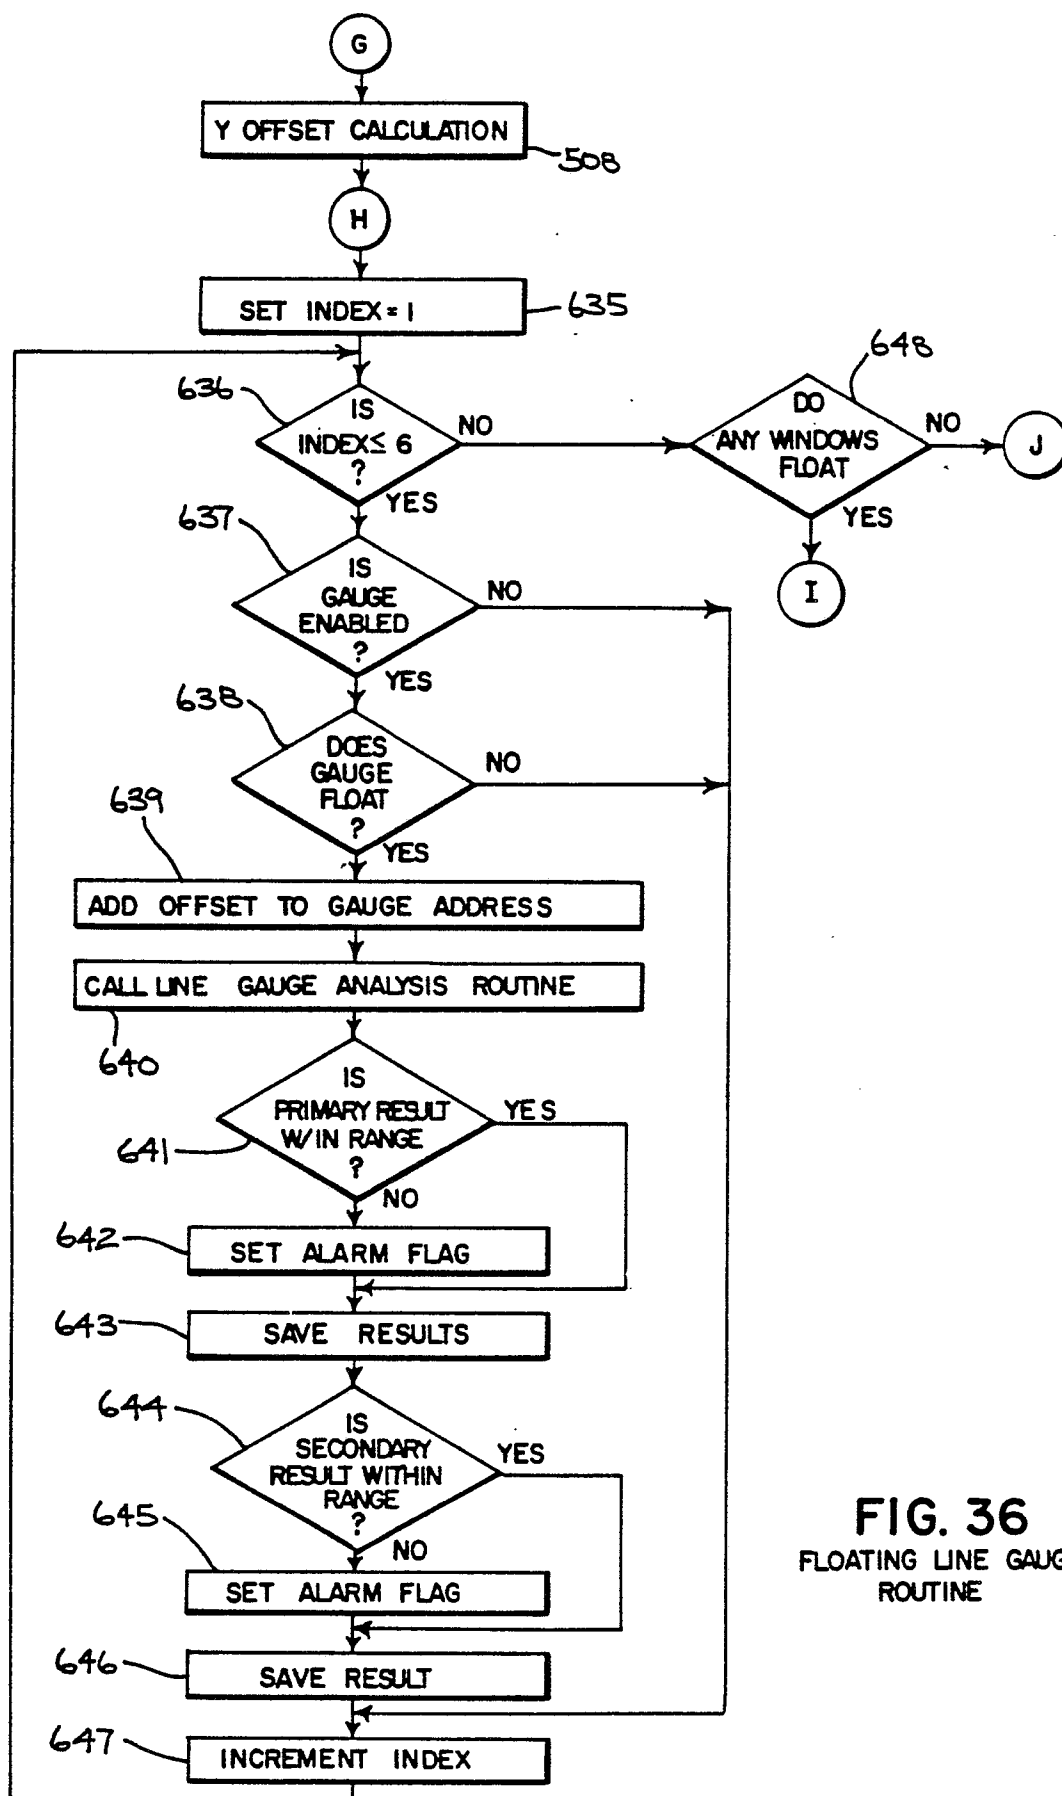 G
Y OFFSET CALCULATION
508
H
SET INDEX = 1
635
648
636
IS
INDEX ≤ 6
?
NO
YES
DO
ANY WINDOWS
FLOAT
NO
J
YES
I
637
IS
GAUGE
ENABLED
?
NO
YES
638
DOES
GAUGE
FLOAT
?
NO
YES
639
ADD OFFSET TO GAUGE ADDRESS
CALL LINE GAUGE ANALYSIS ROUTINE
640
IS
PRIMARY RESULT
W/IN RANGE
?
YES
641
NO
642
SET ALARM FLAG
643
SAVE RESULTS
644
IS
SECONDARY
RESULT WITHIN
RANGE
?
YES
645
NO
SET ALARM FLAG
646
SAVE RESULT
647
INCREMENT INDEX
FIG. 36
FLOATING LINE GAUG
ROUTINE